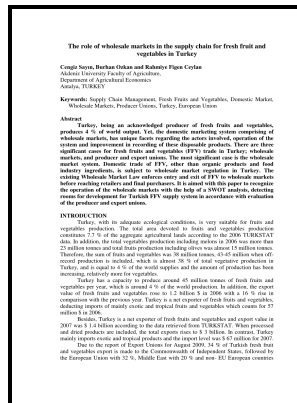 The role of wholesale markets in the supply chain for fresh fruit and
vegetables in Turkey
Cengiz Sayın, Burhan Ozkan and Rahmiye Figen Ceylan
Akdeniz University Faculty of Agriculture,
Department of Agricultural Economics
Antalya, TURKEY
Keywords: Supply Chain Management, Fresh Fruits and Vegetables, Domestic Market,
Wholesale Markets, Producer Unions, Turkey, European Union
Abstract
Turkey, being an acknowledged producer of fresh fruits and vegetables,
produces 4 % of world output. Yet, the domestic marketing system comprising of
wholesale markets, has unique facets regarding the actors involved, operation of the
system and improvement in recording of these disposable products. There are three
significant cases for fresh fruits and vegetables (FFV) trade in Turkey; wholesale
markets, and producer and export unions. The most significant case is the wholesale
market system. Domestic trade of FFV, other than organic products and food
industry ingredients, is subject to wholesale market regulation in Turkey. The
existing Wholesale Market Law enforces entry and exit of FFV to wholesale markets
before reaching retailers and final purchasers. It is aimed with this paper to recognize
the operation of the wholesale markets with the help of a SWOT analysis, detecting
rooms for development for Turkish FFV supply system in accordance with evaluation
of the producer and export unions.
INTRODUCTION
Turkey, with its adequate ecological conditions, is very suitable for fruits and
vegetables production. The total area devoted to fruits and vegetables production
constitutes 7.7 % of the aggregate agricultural lands according to the 2006 TURKSTAT
data. In addition, the total vegetables production including melons in 2006 was more than
23 million tones and total fruits production including olives was almost 15 million tones.
Therefore, the sum of fruits and vegetables was 38 million tones, 43-45 million when off-
record production is included, which is almost 38 % of total vegetative production in
Turkey, and is equal to 4 % of the world supplies and the amount of production has been
increasing, relatively more for vegetables.
Turkey has a capacity to produce around 45 million tones of fresh fruits and
vegetables per year, which is around 4 % of the world production. In addition, the export
value of fresh fruits and vegetables rose to 1.2 billion $ in 2006 with a 16 % rise in
comparison with the previous year. Turkey is a net exporter of fresh fruits and vegetables,
deducting imports of mainly exotic and tropical fruits and vegetables which counts for 57
million $ in 2006.
Besides, Turkey is a net exporter of fresh fruits and vegetables and export value in
2007 was $ 1.4 billion according to the data retrieved from TURKSTAT. When processed
and dried products are included, the total exports rises to $ 3 billion. In contrast, Turkey
mainly imports exotic and tropical products and the import level was $ 67 million for 2007.
Due to the report of Export Unions for August 2009, 34 % of Turkish fresh fruit
and vegetables export is made to the Commonwealth of Independent States, followed by
the European Union with 32 %, Middle East with 20 % and non- EU European countries